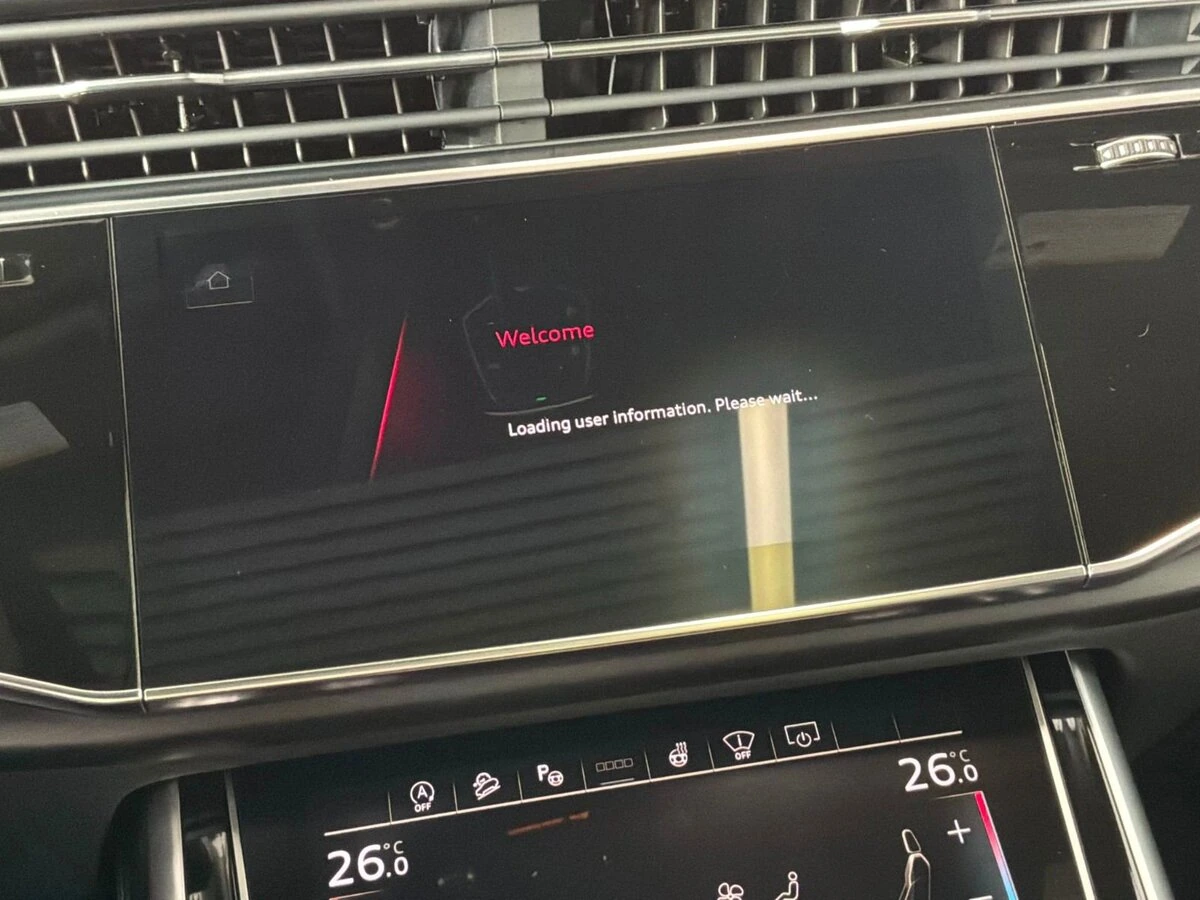 Welcome
Loading user information. Please wait...
A
OFF
P
OFF
26.0 °C
26.0 °C